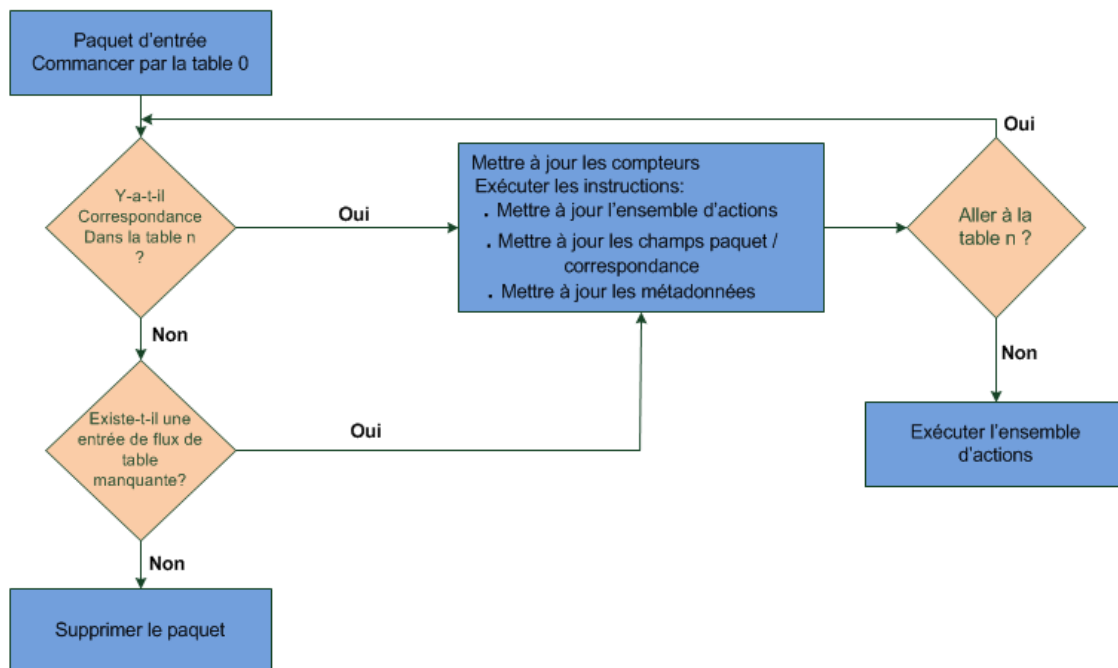 Paquet d'entrée
Commancer par la table 0
Oui
Y-a-t-il
Correspondance
Dans la table n
?
Oui
Mettre à jour les compteurs
Exécuter les instructions:
. Mettre à jour l'ensemble d'actions
. Mettre à jour les champs paquet /
correspondance
. Mettre à jour les métadonnées
Aller à la
table n ?
Non
Non
Existe-t-il une
entrée de flux de
table
manquante?
Oui
Exécuter l'ensemble
d'actions
Non
Supprimer le paquet